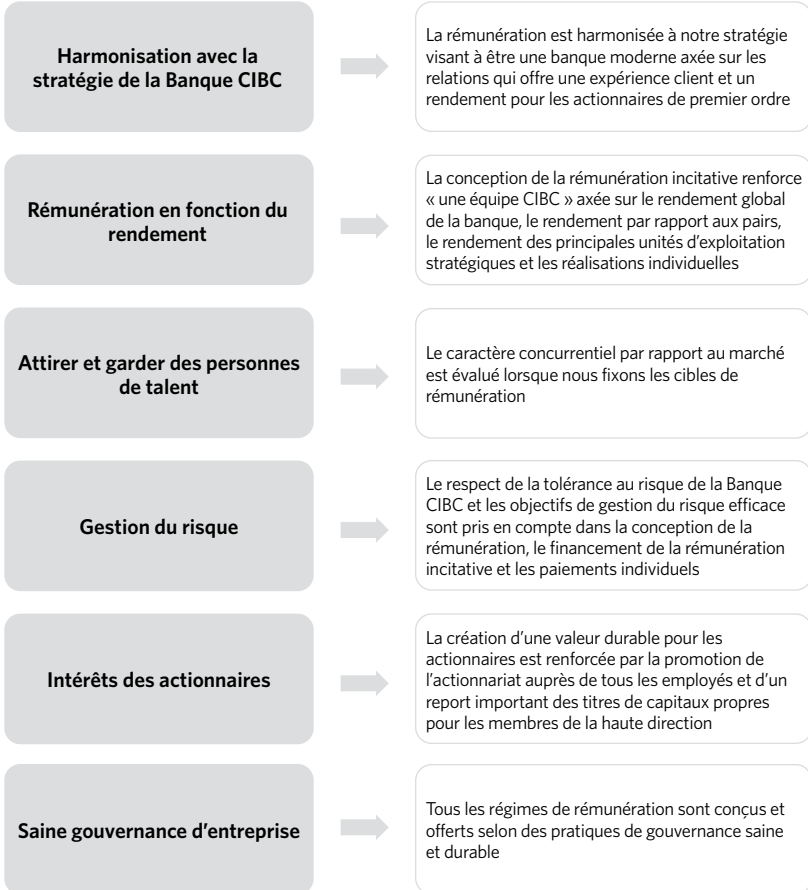 Harmonisation avec la
stratégie de la Banque CIBC
La rémunération est harmonisée à notre stratégie
visant à être une banque moderne axée sur les
relations qui offre une expérience client et un
rendement pour les actionnaires de premier ordre
Rémunération en fonction du
rendement
La conception de la rémunération incitative renforce
« une équipe CIBC » axée sur le rendement global
de la banque, le rendement par rapport aux pairs,
le rendement des principales unités d'exploitation
stratégiques et les réalisations individuelles
Attirer et garder des personnes
de talent
Le caractère concurrentiel par rapport au marché
est évalué lorsque nous fixons les cibles de
rémunération
Gestion du risque
Le respect de la tolérance au risque de la Banque
CIBC et les objectifs de gestion du risque efficace
sont pris en compte dans la conception de la
rémunération, le financement de la rémunération
incitative et les paiements individuels
Intérêts des actionnaires
La création d'une valeur durable pour les
actionnaires est renforcée par la promotion de
l'actionnariat auprès de tous les employés et d'un
report important des titres de capitaux propres
pour les membres de la haute direction
Saine gouvernance d'entreprise
Tous les régimes de rémunération sont conçus et
offerts selon des pratiques de gouvernance saine
et durable